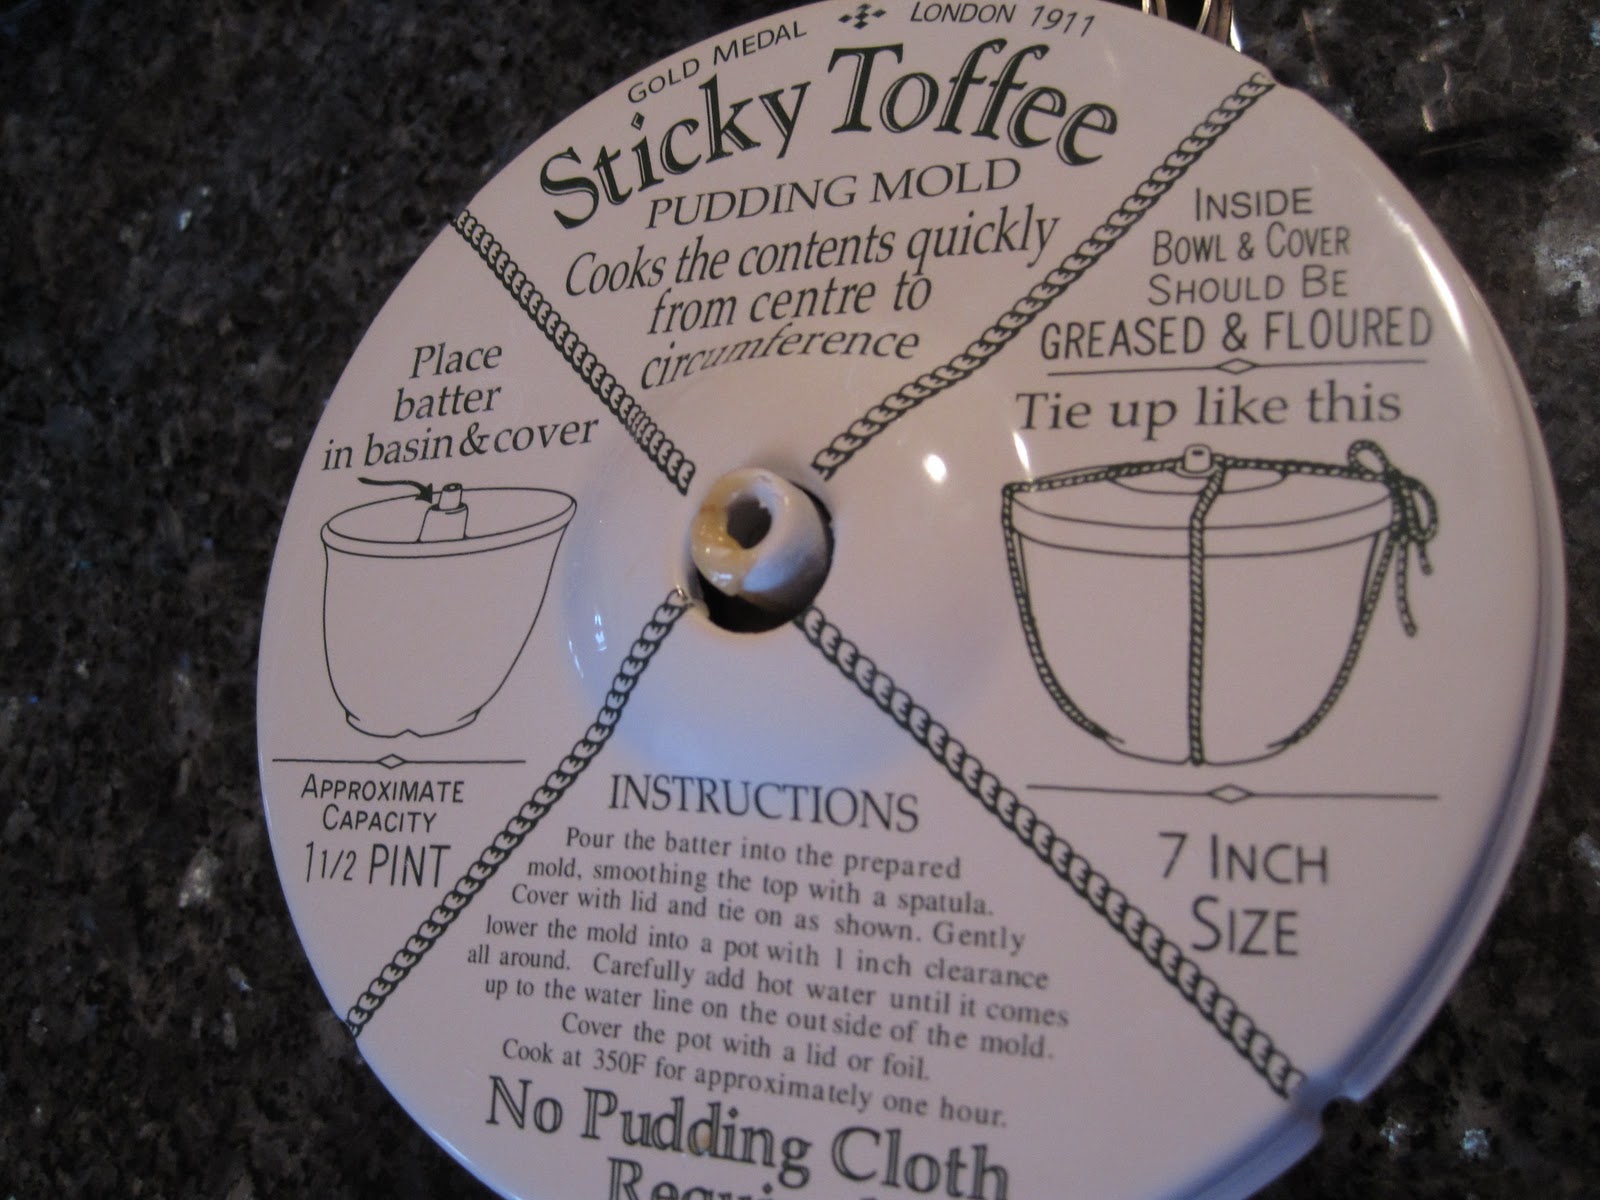 GOLD MEDAL LONDON 1911
Sticky Toffee
PUDDING MOLD
Cooks the contents quickly
from centre to
circumference
INSIDE
BOWL & COVER
SHOULD BE
GREASED & FLOURED
Tie up like this
7 INCH
SIZE
Place
batter
in basin & cover
APPROXIMATE
CAPACITY
1 1/2 PINT
INSTRUCTIONS
Pour the batter into the prepared
mold, smoothing the top with a spatula.
Cover with lid and tie on as shown. Gently
lower the mold into a pot with 1 inch clearance
all around. Carefully add hot water until it comes
up to the water line on the outside of the mold.
Cover the pot with a lid or foil.
Cook at 350F for approximately one hour.
No Pudding Cloth